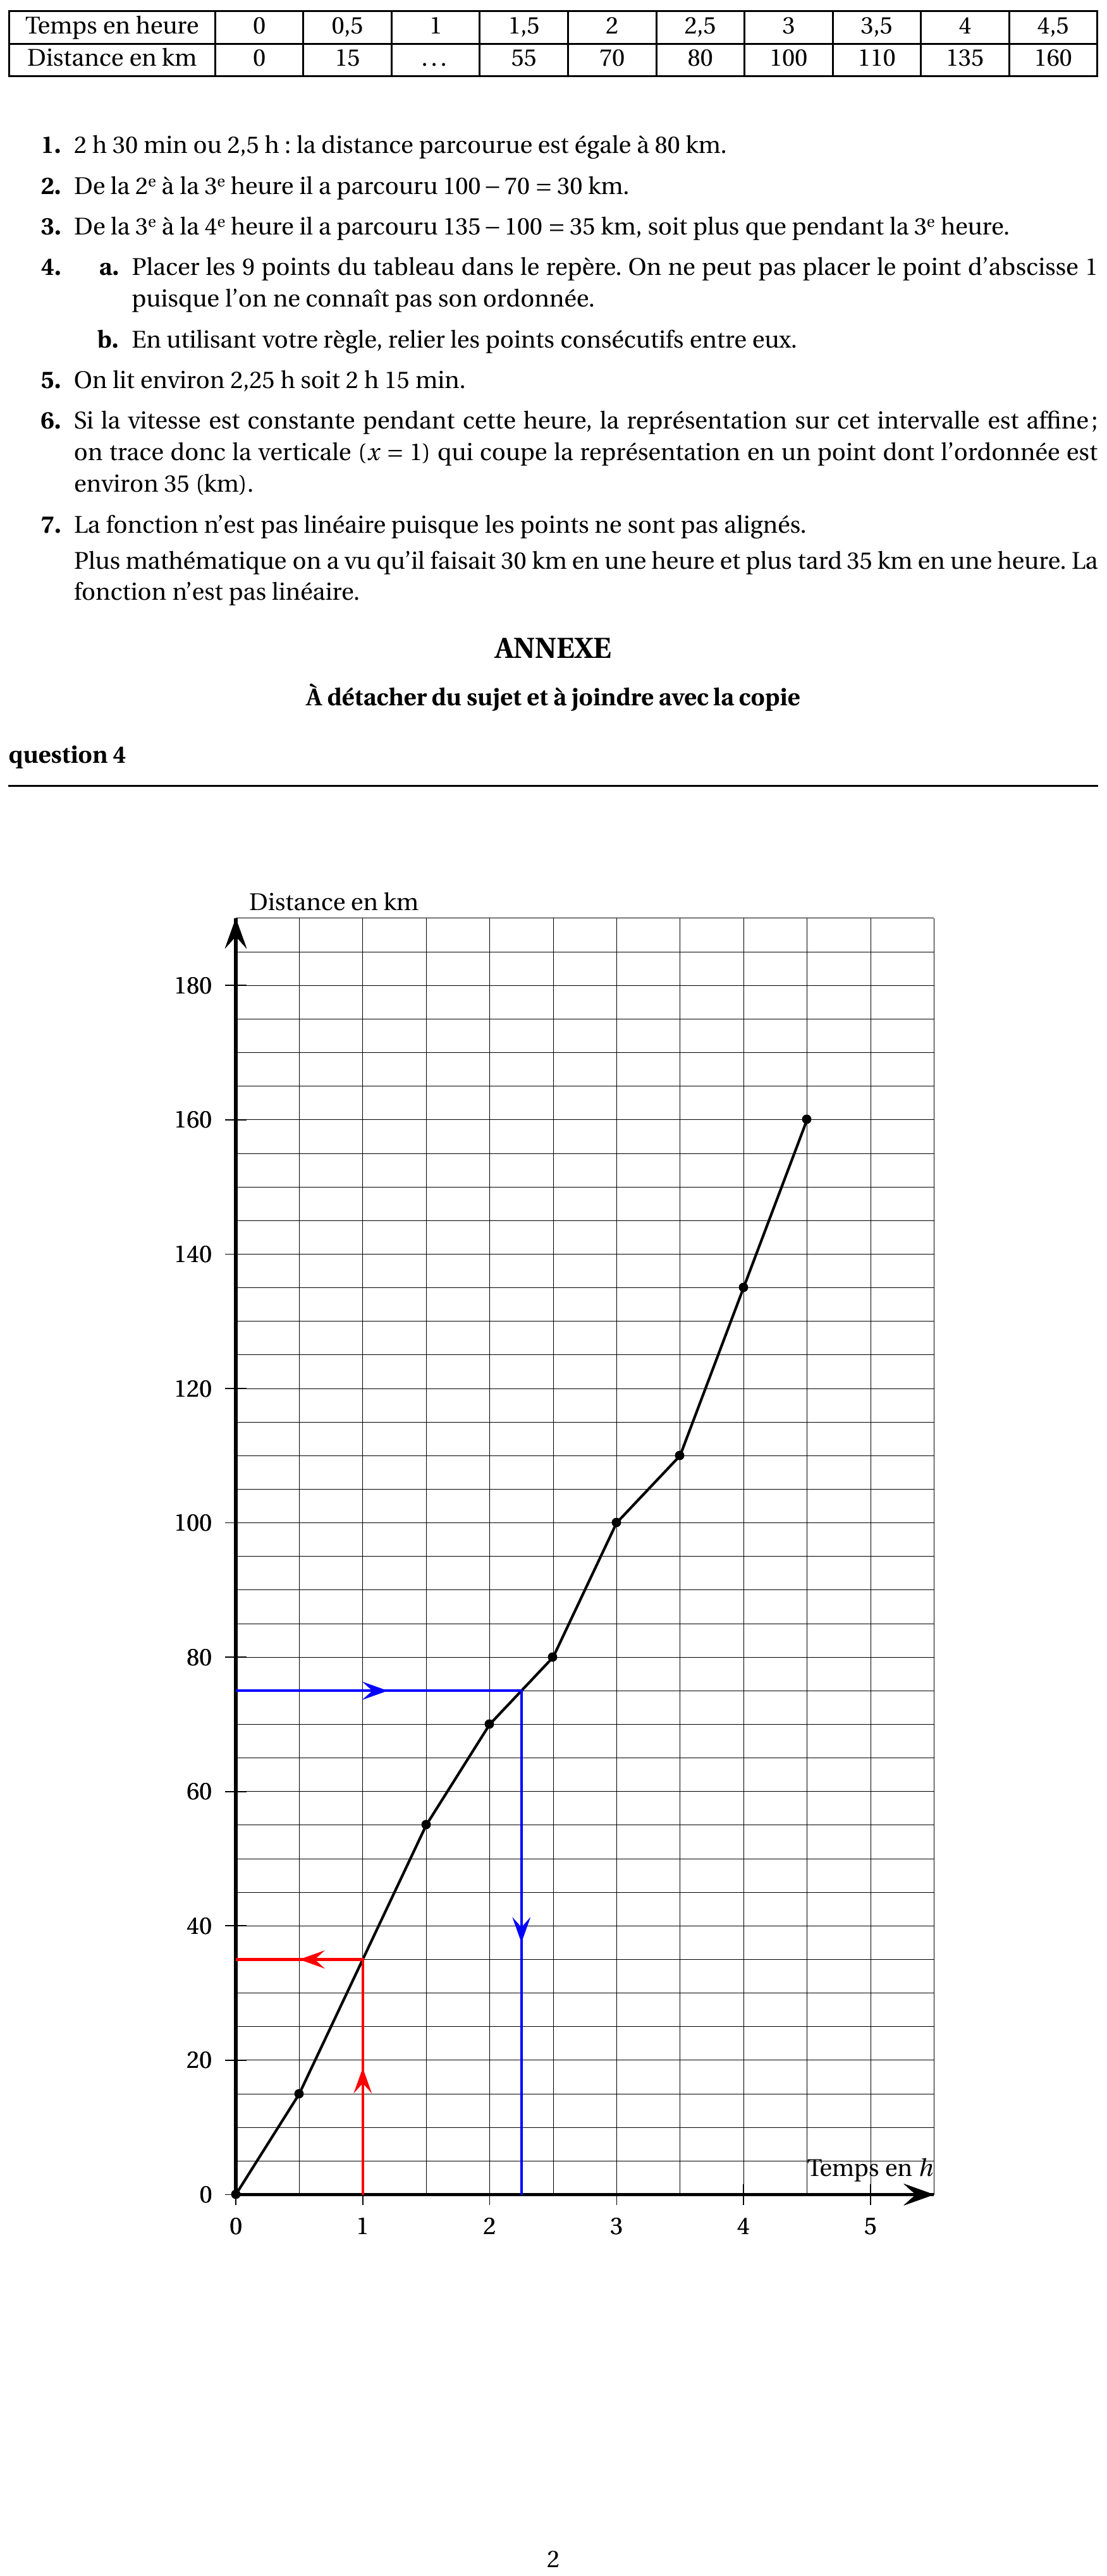 Temps en heure 0 0,5 1 1,5 2 2,5 3 3,5 4 4,5
Distance en km 0 15 … 55 70 80 100 110 135 160
1. 2 h 30 min ou 2,5 h : la distance parcourue est égale à 80 km.
2. De la 2e à la 3e heure il a parcouru 100 − 70 = 30 km.
3. De la 3e à la 4e heure il a parcouru 135 − 100 = 35 km, soit plus que pendant la 3e heure.
4. a. Placer les 9 points du tableau dans le repère. On ne peut pas placer le point d'abscisse 1
puisque l'on ne connaît pas son ordonnée.
b. En utilisant votre règle, relier les points consécutifs entre eux.
5. On lit environ 2,25 h soit 2 h 15 min.
6. Si la vitesse est constante pendant cette heure, la représentation sur cet intervalle est affine ;
on trace donc la verticale (x = 1) qui coupe la représentation en un point dont l'ordonnée est
environ 35 (km).
7. La fonction n'est pas linéaire puisque les points ne sont pas alignés.
Plus mathématique on a vu qu'il faisait 30 km en une heure et plus tard 35 km en une heure. La
fonction n'est pas linéaire.
ANNEXE
À détacher du sujet et à joindre avec la copie
question 4
Distance en km
180
160
140
120
100
80
60
40
20
Temps en h
0
0 1 2 3 4 5
2